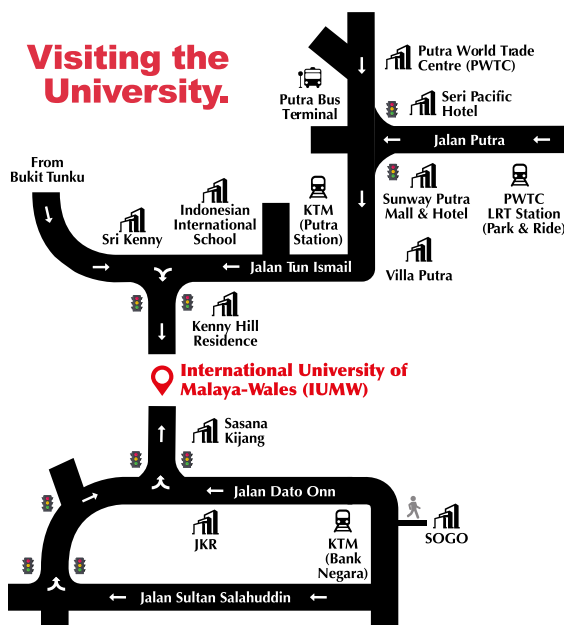 Visiting the
University.
Putra World Trade
Centre (PWTC)
Putra Bus
Terminal
Seri Pacific
Hotel
Jalan Putra
From
Bukit Tunku
Sri Kenny
Indonesian
International
School
KTM
(Putra
Station)
Sunway Putra
Mall & Hotel
PWTC
LRT Station
(Park & Ride)
Jalan Tun Ismail
Villa Putra
Kenny Hill
Residence
International University of
Malaya-Wales (IUMW)
Sasana
Kijang
Jalan Dato Onn
JKR
KTM
(Bank
Negara)
SOGO
Jalan Sultan Salahuddin